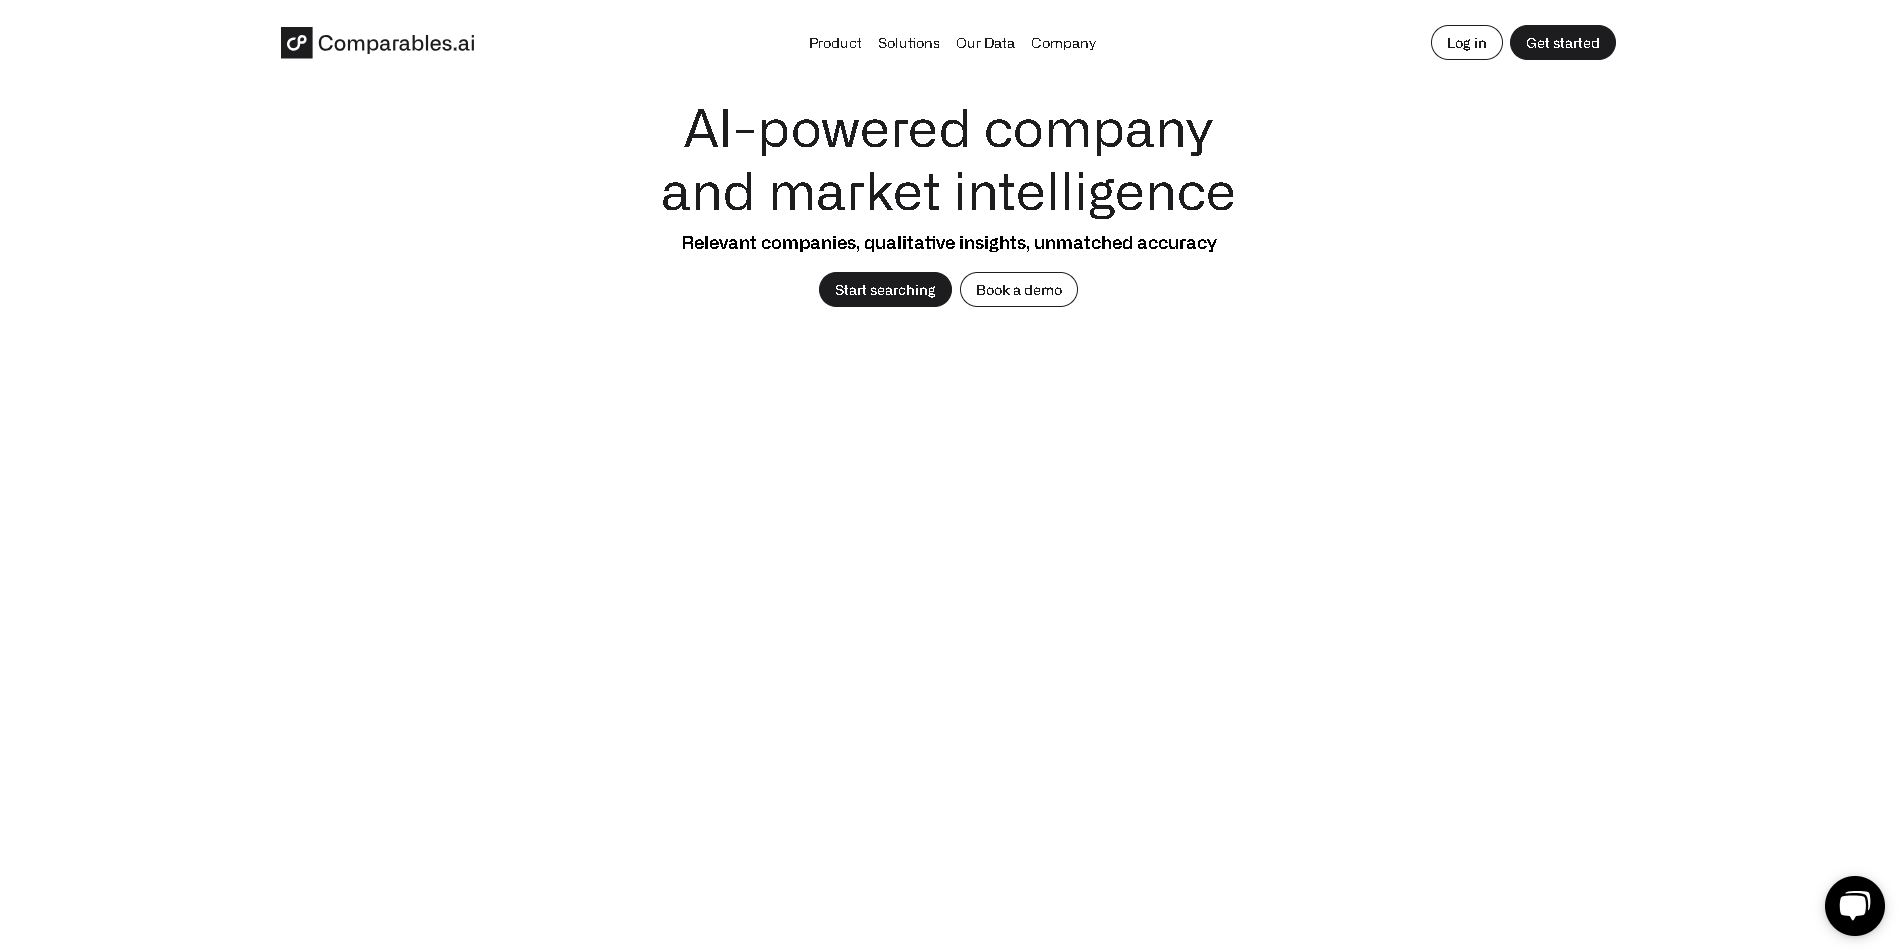 Comparables.ai
Product
Solutions
Our Data
Company
Log in
Get started
AI-powered company
and market intelligence
Relevant companies, qualitative insights, unmatched accuracy
Start searching
Book a demo